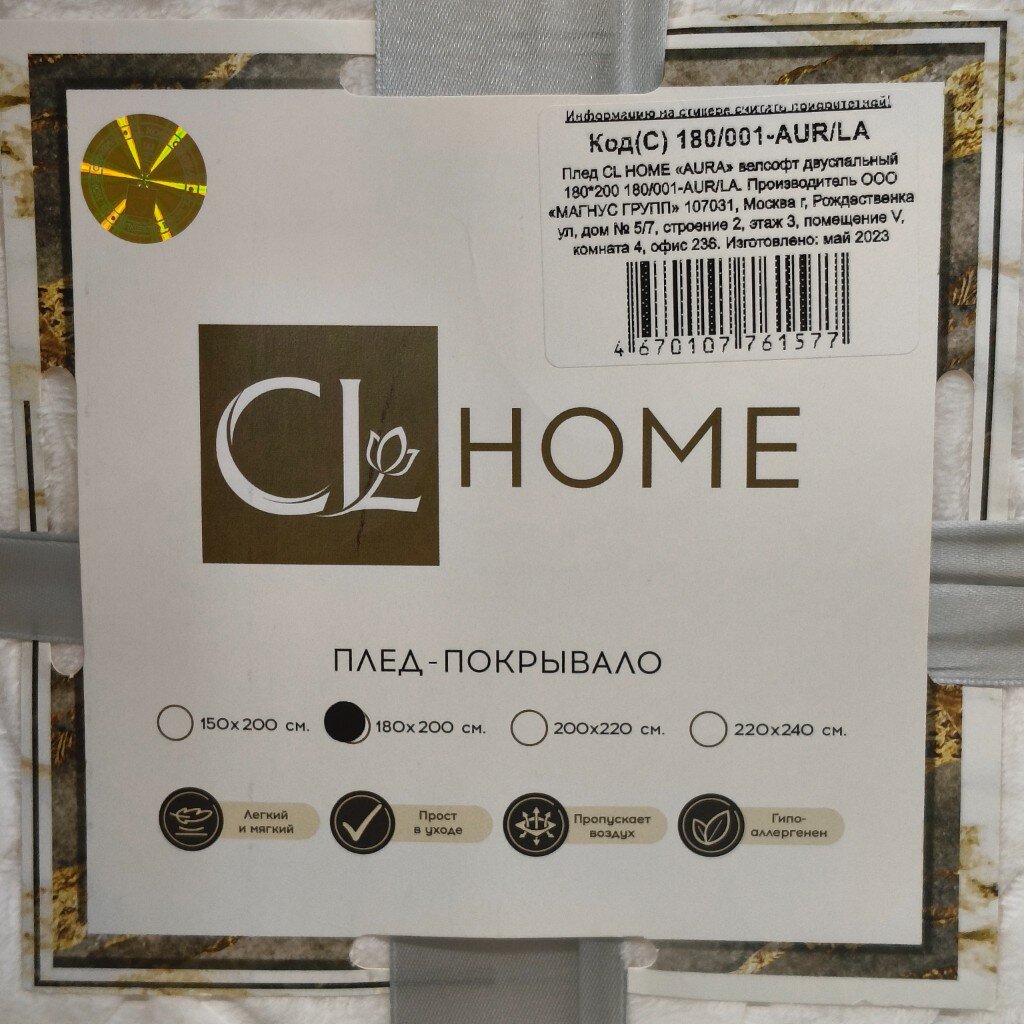 Информацию на стикере считать приоритетной!
Код(С) 180/001-AUR/LA
Плед CL HOME «AURA» велсофт двуспальный
180*200 180/001-AUR/LA. Производитель ООО
«МАГНУС ГРУПП» 107031, Москва г, Рождественка
ул, дом № 5/7, строение 2, этаж 3, помещение V,
комната 4, офис 236. Изготовлено: май 2023
4 670107 761577
CL HOME
ПЛЕД-ПОКРЫВАЛО
150х200 см. 180х200 см. 200х220 см. 220х240 см.
Легкий
и мягкий
Прост
в уходе
Пропускает
воздух
Гипо-
аллергенен